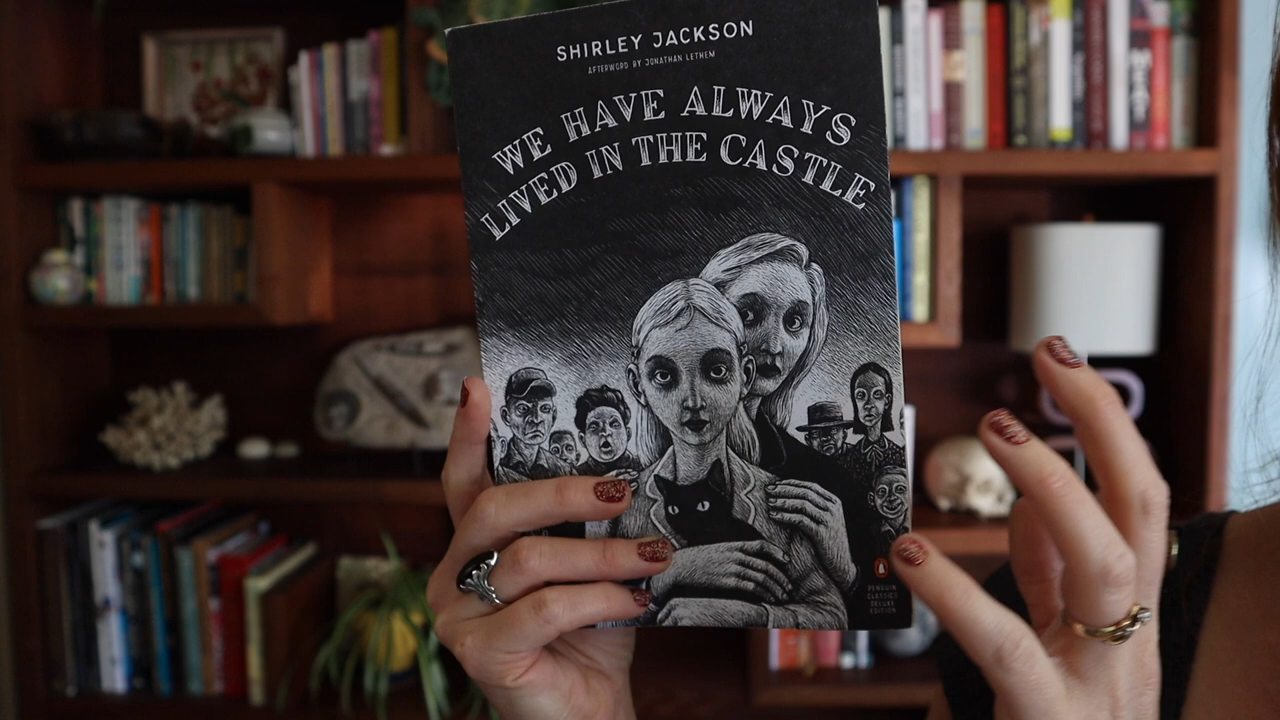 SHIRLEY JACKSON
AFTERWORD BY JONATHAN LETHEM
WE HAVE ALWAYS
LIVED IN THE CASTLE
PENGUIN
CLASSICS
DELUXE
EDITION